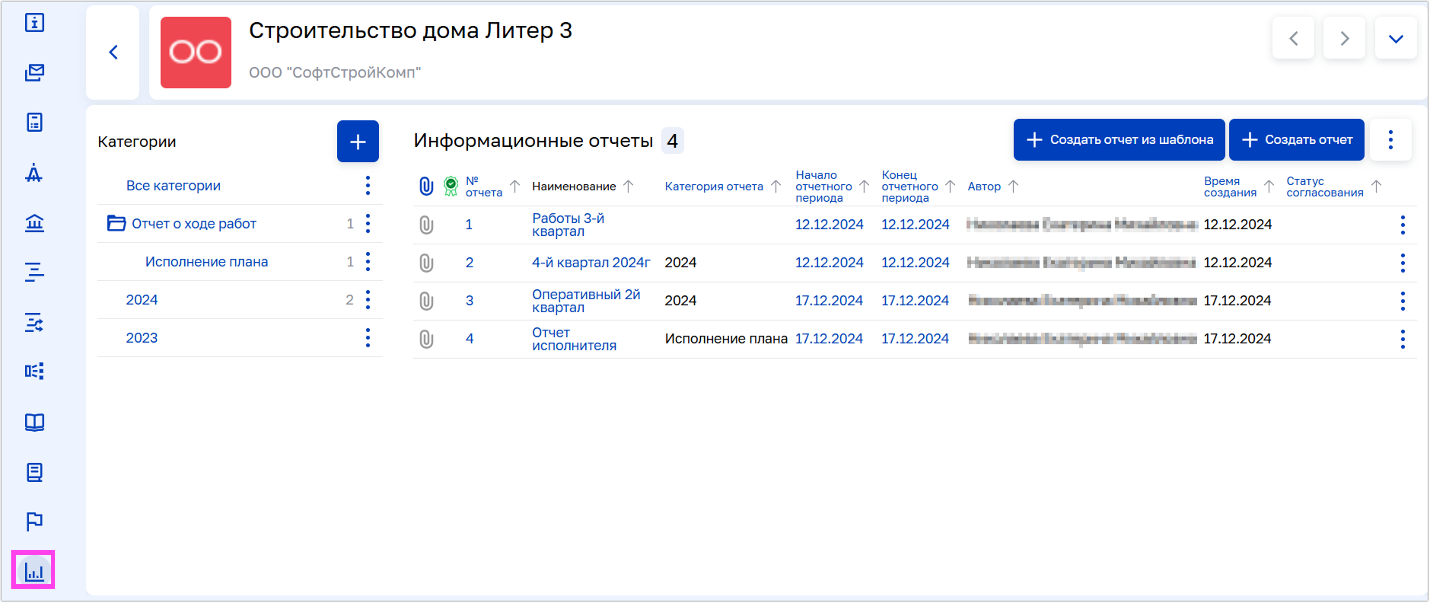 Строительство дома Литер 3
ООО "СофтСтройКомп"
Категории
Все категории
Отчет о ходе работ 1
Исполнение плана 1
2024 2
2023
Информационные отчеты 4
Создать отчет из шаблона
Создать отчет
№ отчета
Наименование
Категория отчета
Начало отчетного периода
Конец отчетного периода
Автор
Время создания
Статус согласования
1 Работы 3-й квартал 12.12.2024 12.12.2024 12.12.2024
2 4-й квартал 2024г 2024 12.12.2024 12.12.2024 12.12.2024
3 Оперативный 2й квартал 2024 17.12.2024 17.12.2024 17.12.2024
4 Отчет исполнителя Исполнение плана 17.12.2024 17.12.2024 17.12.2024